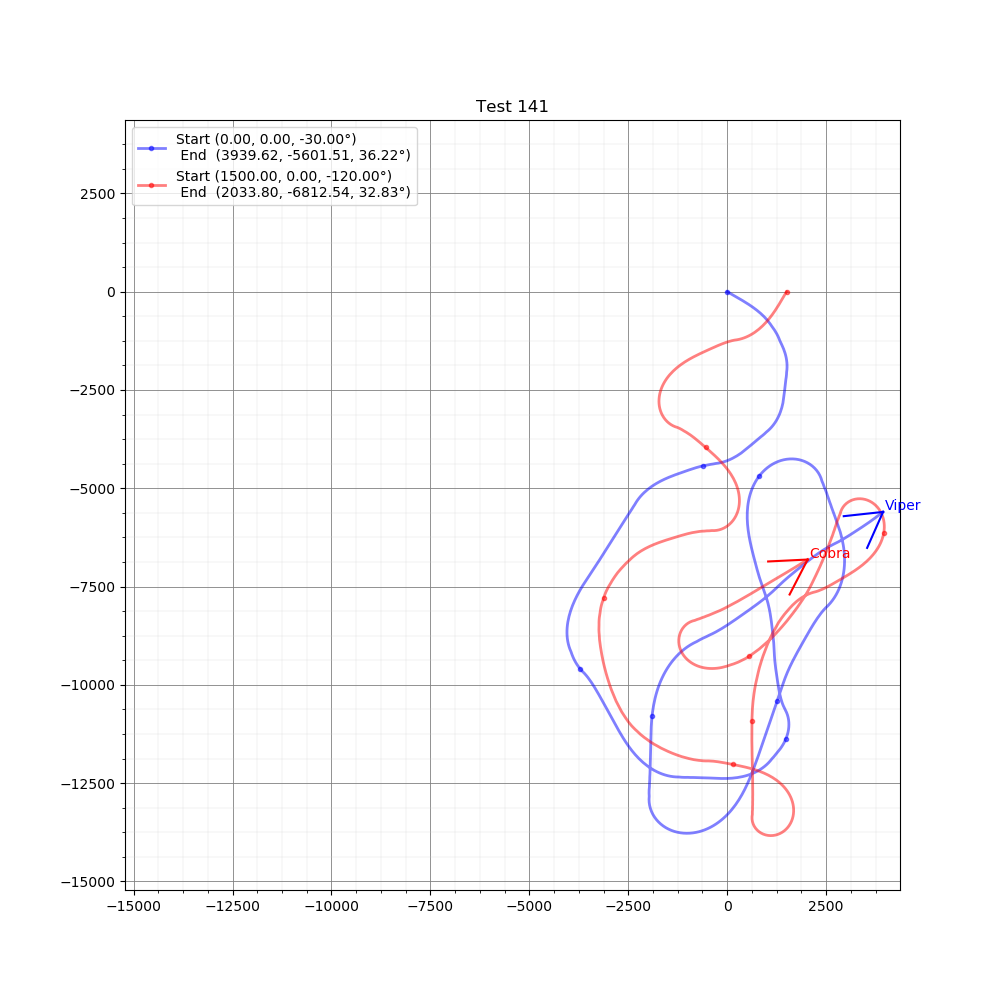 Test 141
Start (0.00, 0.00, -30.00°)
End (3939.62, -5601.51, 36.22°)
Start (1500.00, 0.00, -120.00°)
End (2033.80, -6812.54, 32.83°)
2500
0
−2500
−5000
−7500
−10000
−12500
−15000
Viper
Cobra
−15000
−12500
−10000
−7500
−5000
−2500
0
2500